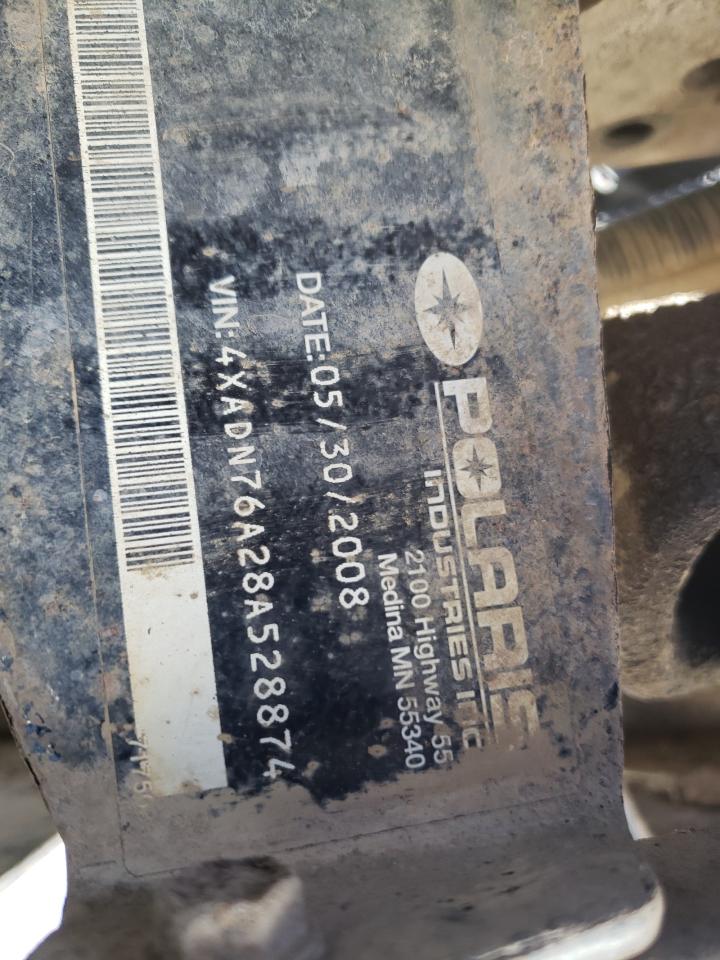 POLARIS
INDUSTRIES INC
2100 Highway 55
Medina MN 55340
DATE:05/30/2008
VIN:4XADN76A28A528874